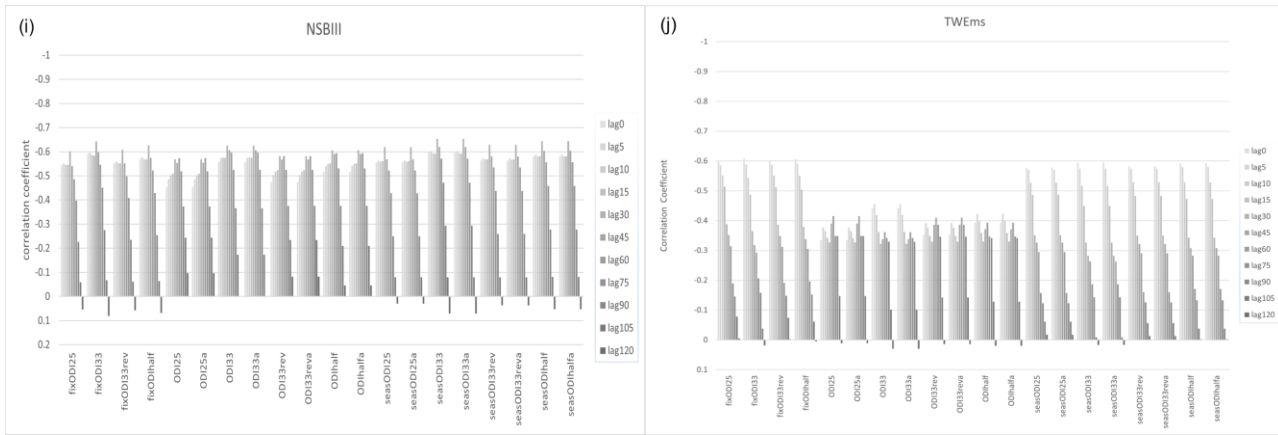 (i)
NSBIII
-1
-0.9
-0.8
-0.7
-0.6
-0.5
-0.4
-0.3
-0.2
-0.1
0
0.1
0.2
correlation coefficient
fixODI25
fixODI33
fixODI33rev
fixODIhalf
ODI25
ODI25a
ODI33
ODI33a
ODI33rev
ODI33reva
ODIhalf
ODIhalfa
seasODI25
seasODI25a
seasODI33
seasODI33a
seasODI33rev
seasODI33reva
seasODIhalf
seasODIhalfa
lag0
lag5
lag10
lag15
lag30
lag45
lag60
lag75
lag90
lag105
lag120
(j)
TWEms
-1
-0.9
-0.8
-0.7
-0.6
-0.5
-0.4
-0.3
-0.2
-0.1
0
0.1
Correlation Coefficient
fixODI25
fixODI33
fixODI33rev
fixODIhalf
ODI25
ODI25a
ODI33
ODI33a
ODI33rev
ODI33reva
ODIhalf
ODIhalfa
seasODI25
seasODI25a
seasODI33
seasODI33a
seasODI33rev
seasODI33reva
seasODIhalf
seasODIhalfa
lag0
lag5
lag10
lag15
lag30
lag45
lag60
lag75
lag90
lag105
lag120